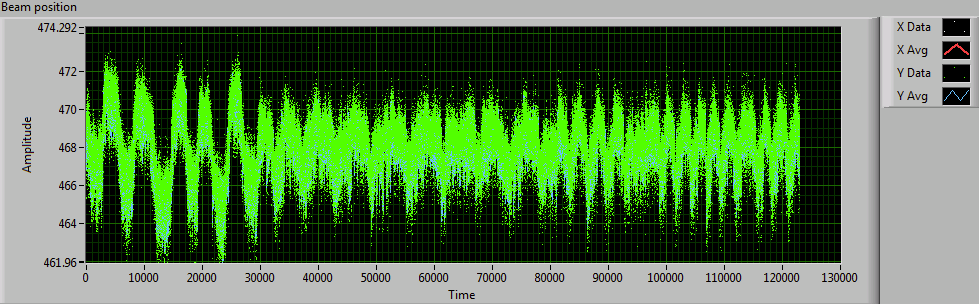 Beam position
474.292
472
470
468
466
464
461.96
Amplitude
0 10000 20000 30000 40000 50000 60000 70000 80000 90000 100000 110000 120000 130000
Time
X Data
X Avg
Y Data
Y Avg